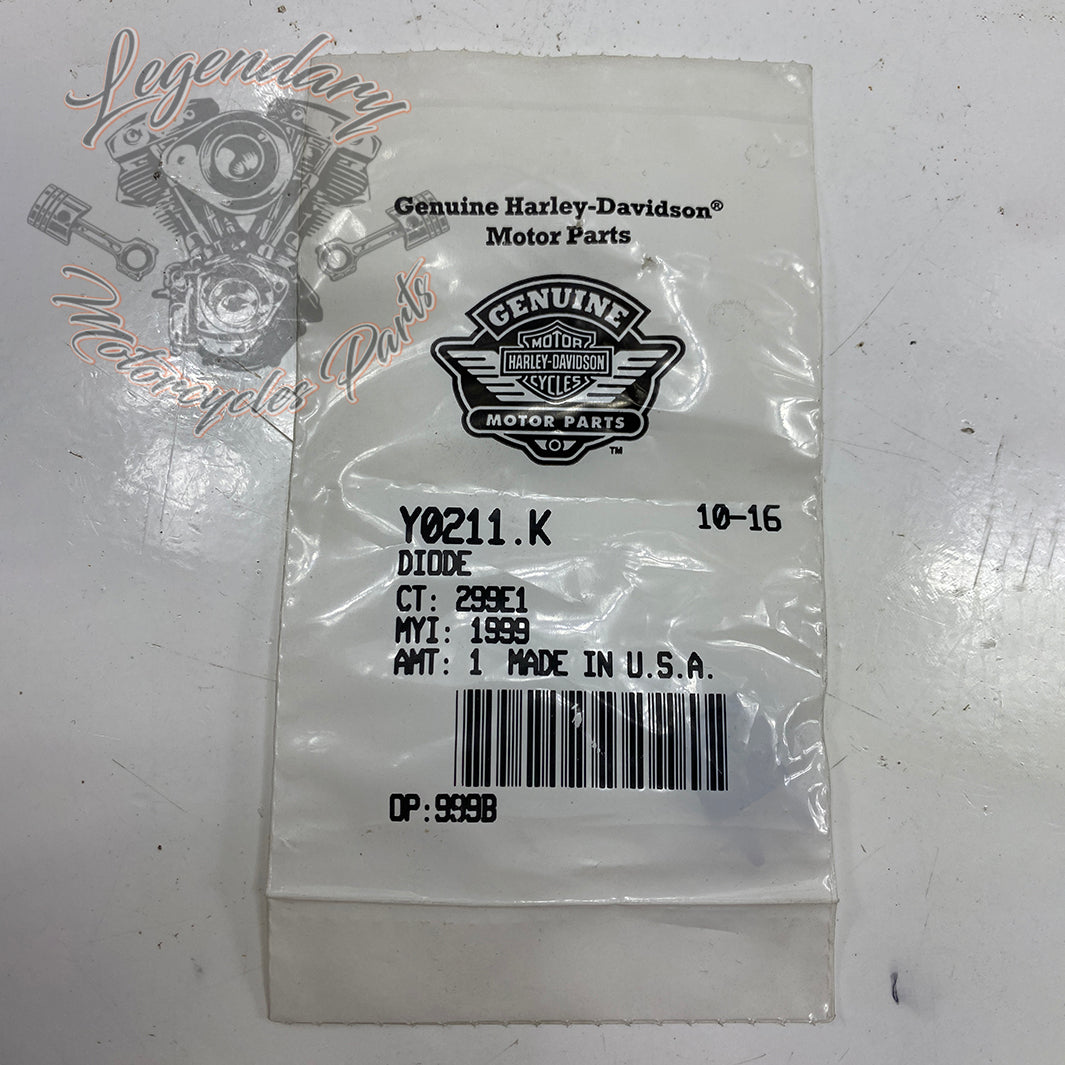 Legendary
Motorcycles Parts
Genuine Harley-Davidson®
Motor Parts
GENUINE
MOTOR
HARLEY-DAVIDSON
CYCLES
MOTOR PARTS
™
Y0211.K 10-16
DIODE
CT: 299E1
MYI: 1999
AMT: 1 MADE IN U.S.A.
OP:999B